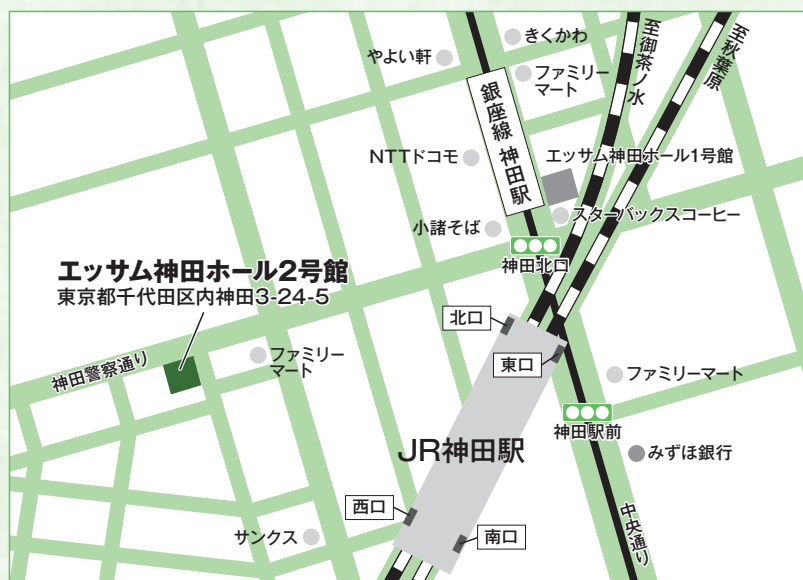 きくかわ
やよい軒
ファミリー
マート
至御茶ノ水
至秋葉原
銀座線 神田駅
NTTドコモ
エッサム神田ホール1号館
小諸そば
スターバックスコーヒー
神田北口
エッサム神田ホール2号館
東京都千代田区内神田3-24-5
北口
東口
神田警察通り
ファミリー
マート
ファミリーマート
神田駅前
JR神田駅
みずほ銀行
西口
南口
サンクス
中央通り